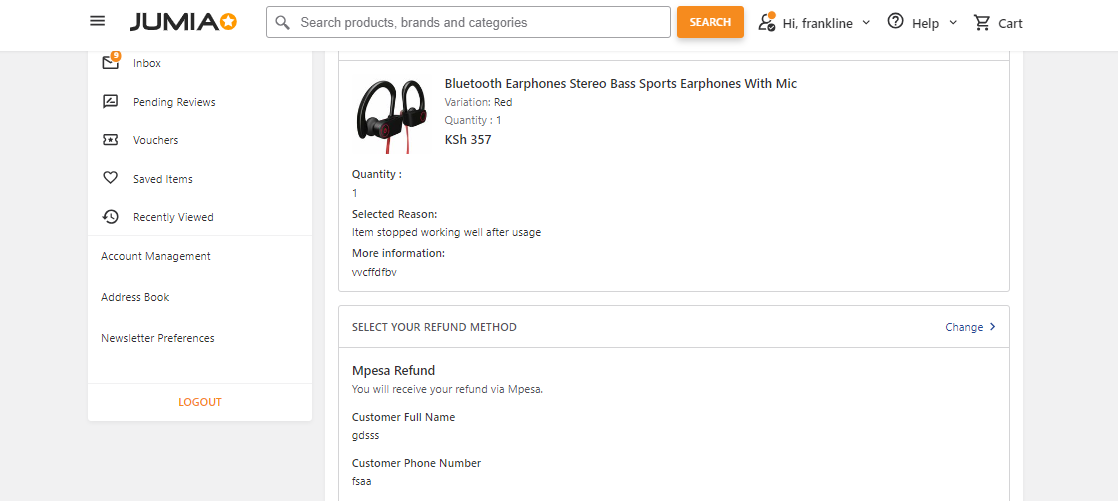 JUMIA
Search products, brands and categories
SEARCH
Hi, frankline
Help
Cart
9
Inbox
Pending Reviews
Vouchers
Saved Items
Recently Viewed
Account Management
Address Book
Newsletter Preferences
LOGOUT
Bluetooth Earphones Stereo Bass Sports Earphones With Mic
Variation: Red
Quantity : 1
KSh 357
Quantity :
1
Selected Reason:
Item stopped working well after usage
More information:
vvcffdfbv
SELECT YOUR REFUND METHOD
Change
Mpesa Refund
You will receive your refund via Mpesa.
Customer Full Name
gdsss
Customer Phone Number
fsaa